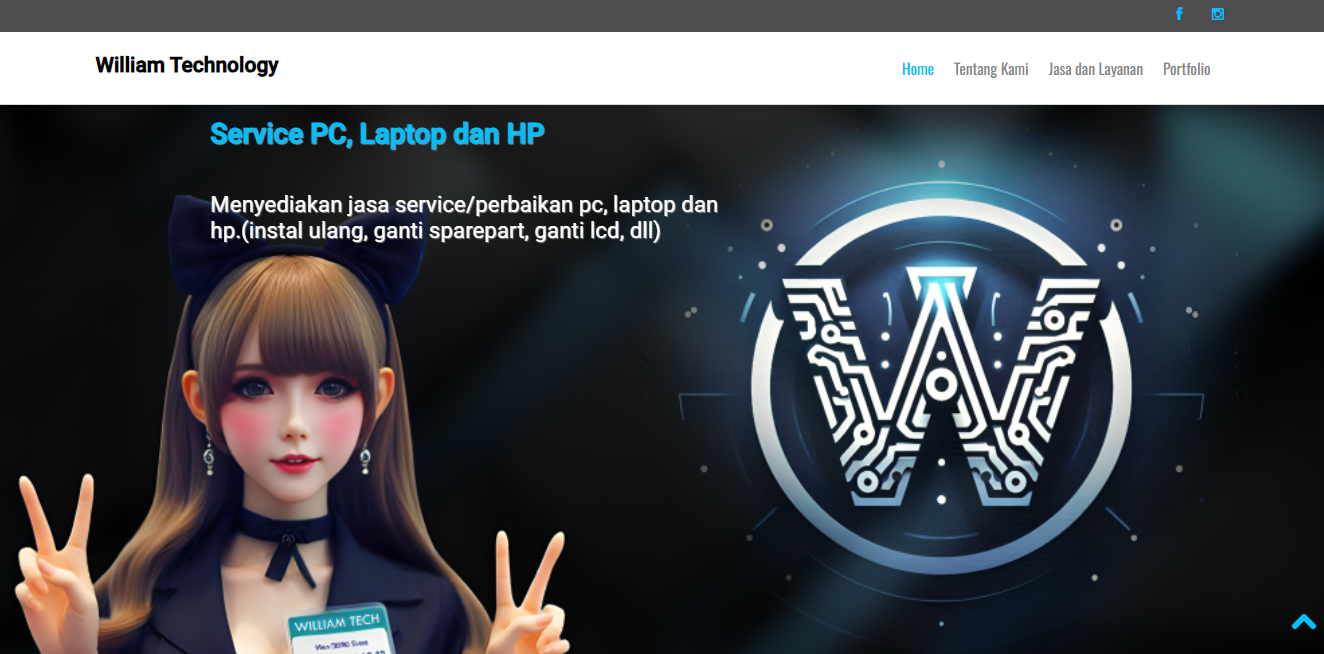 William Technology
Home Tentang Kami Jasa dan Layanan Portfolio
Service PC, Laptop dan HP
Menyediakan jasa service/perbaikan pc, laptop dan
hp.(instal ulang, ganti sparepart, ganti lcd, dll)
WILLIAM TECH